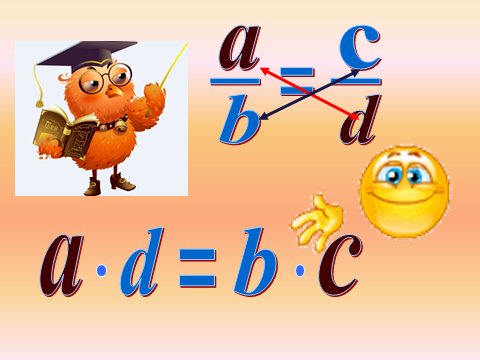 a/b = c/d
a · d = b · c